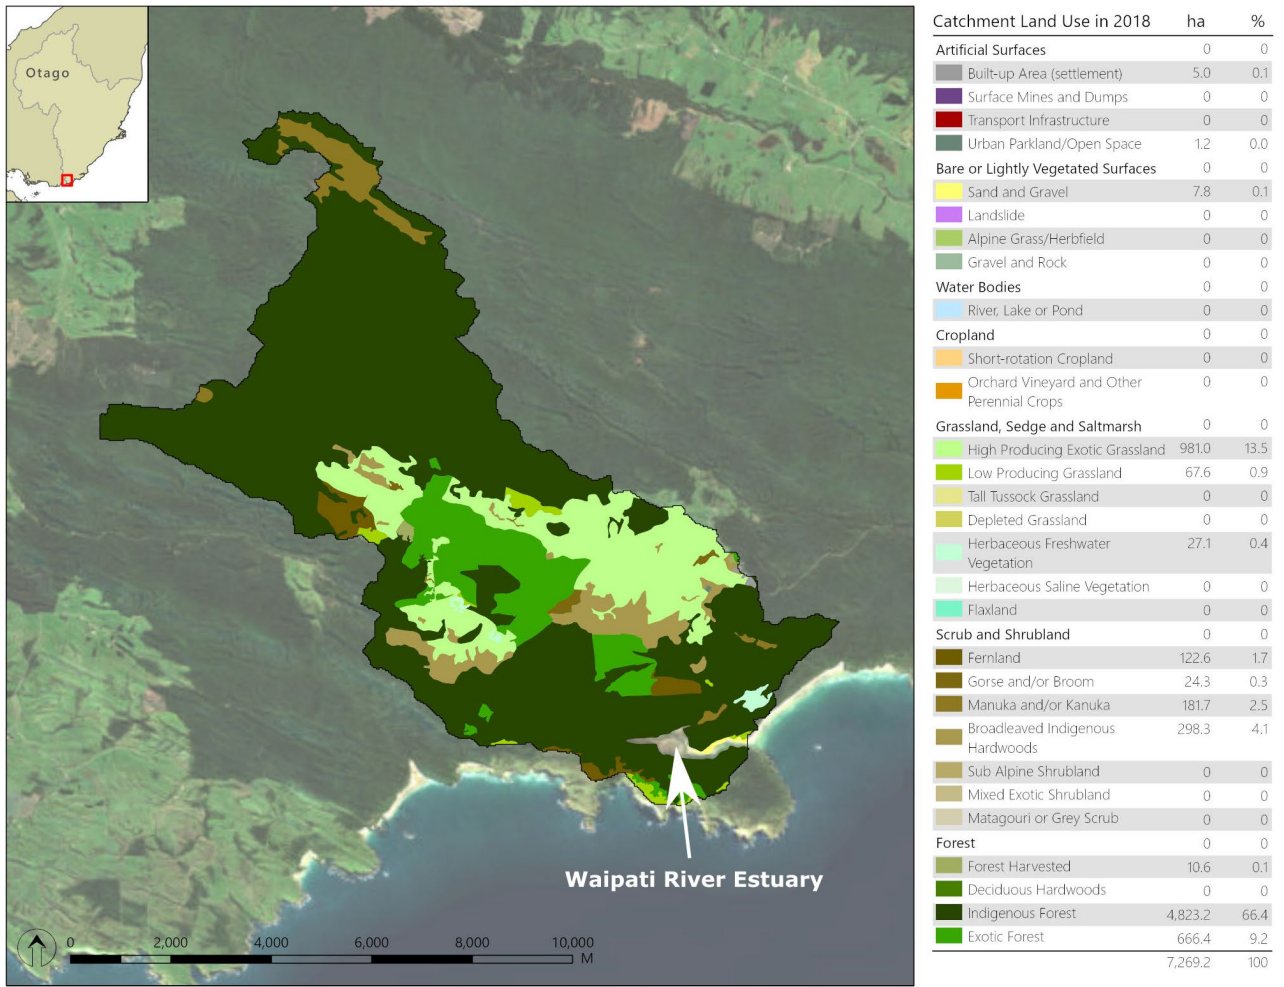 Otago
Waipati River Estuary
0 2,000 4,000 6,000 8,000 10,000
M
Catchment Land Use in 2018 ha %
Artificial Surfaces 0 0
Built-up Area (settlement) 5.0 0.1
Surface Mines and Dumps 0 0
Transport Infrastructure 0 0
Urban Parkland/Open Space 1.2 0.0
Bare or Lightly Vegetated Surfaces 0 0
Sand and Gravel 7.8 0.1
Landslide 0 0
Alpine Grass/Herbfield 0 0
Gravel and Rock 0 0
Water Bodies 0 0
River, Lake or Pond 0 0
Cropland 0 0
Short-rotation Cropland 0 0
Orchard Vineyard and Other 0 0
Perennial Crops
Grassland, Sedge and Saltmarsh 0 0
High Producing Exotic Grassland 981.0 13.5
Low Producing Grassland 67.6 0.9
Tall Tussock Grassland 0 0
Depleted Grassland 0 0
Herbaceous Freshwater 27.1 0.4
Vegetation
Herbaceous Saline Vegetation 0 0
Flaxland 0 0
Scrub and Shrubland 0 0
Fernland 122.6 1.7
Gorse and/or Broom 24.3 0.3
Manuka and/or Kanuka 181.7 2.5
Broadleaved Indigenous 298.3 4.1
Hardwoods
Sub Alpine Shrubland 0 0
Mixed Exotic Shrubland 0 0
Matagouri or Grey Scrub 0 0
Forest 0 0
Forest Harvested 10.6 0.1
Deciduous Hardwoods 0 0
Indigenous Forest 4,823.2 66.4
Exotic Forest 666.4 9.2
7,269.2 100